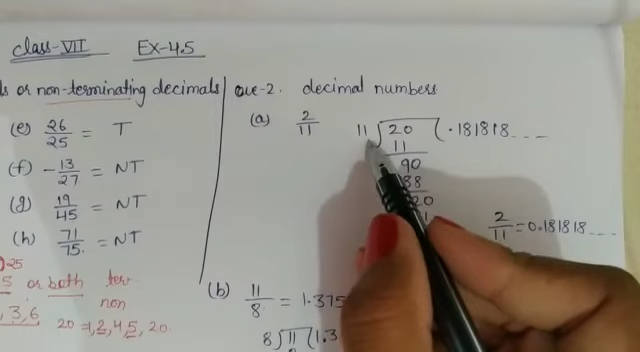 Class-VII Ex-4.5
or non-terminating decimals
(e) 26/25 = T
(f) -13/27 = NT
(g) 19/45 = NT
(h) 71/75 = NT
25
5 or both ter-
non
, 3, 6 20 = 1, 2, 4, 5, 20.
Que-2. decimal numbers
(a) 2/11 11 ) 20 ( .181818 - - -
11
90
88
20
2/11 = 0.181818 - - - -
(b) 11/8 = 1.375
8 ) 11 ( 1.3